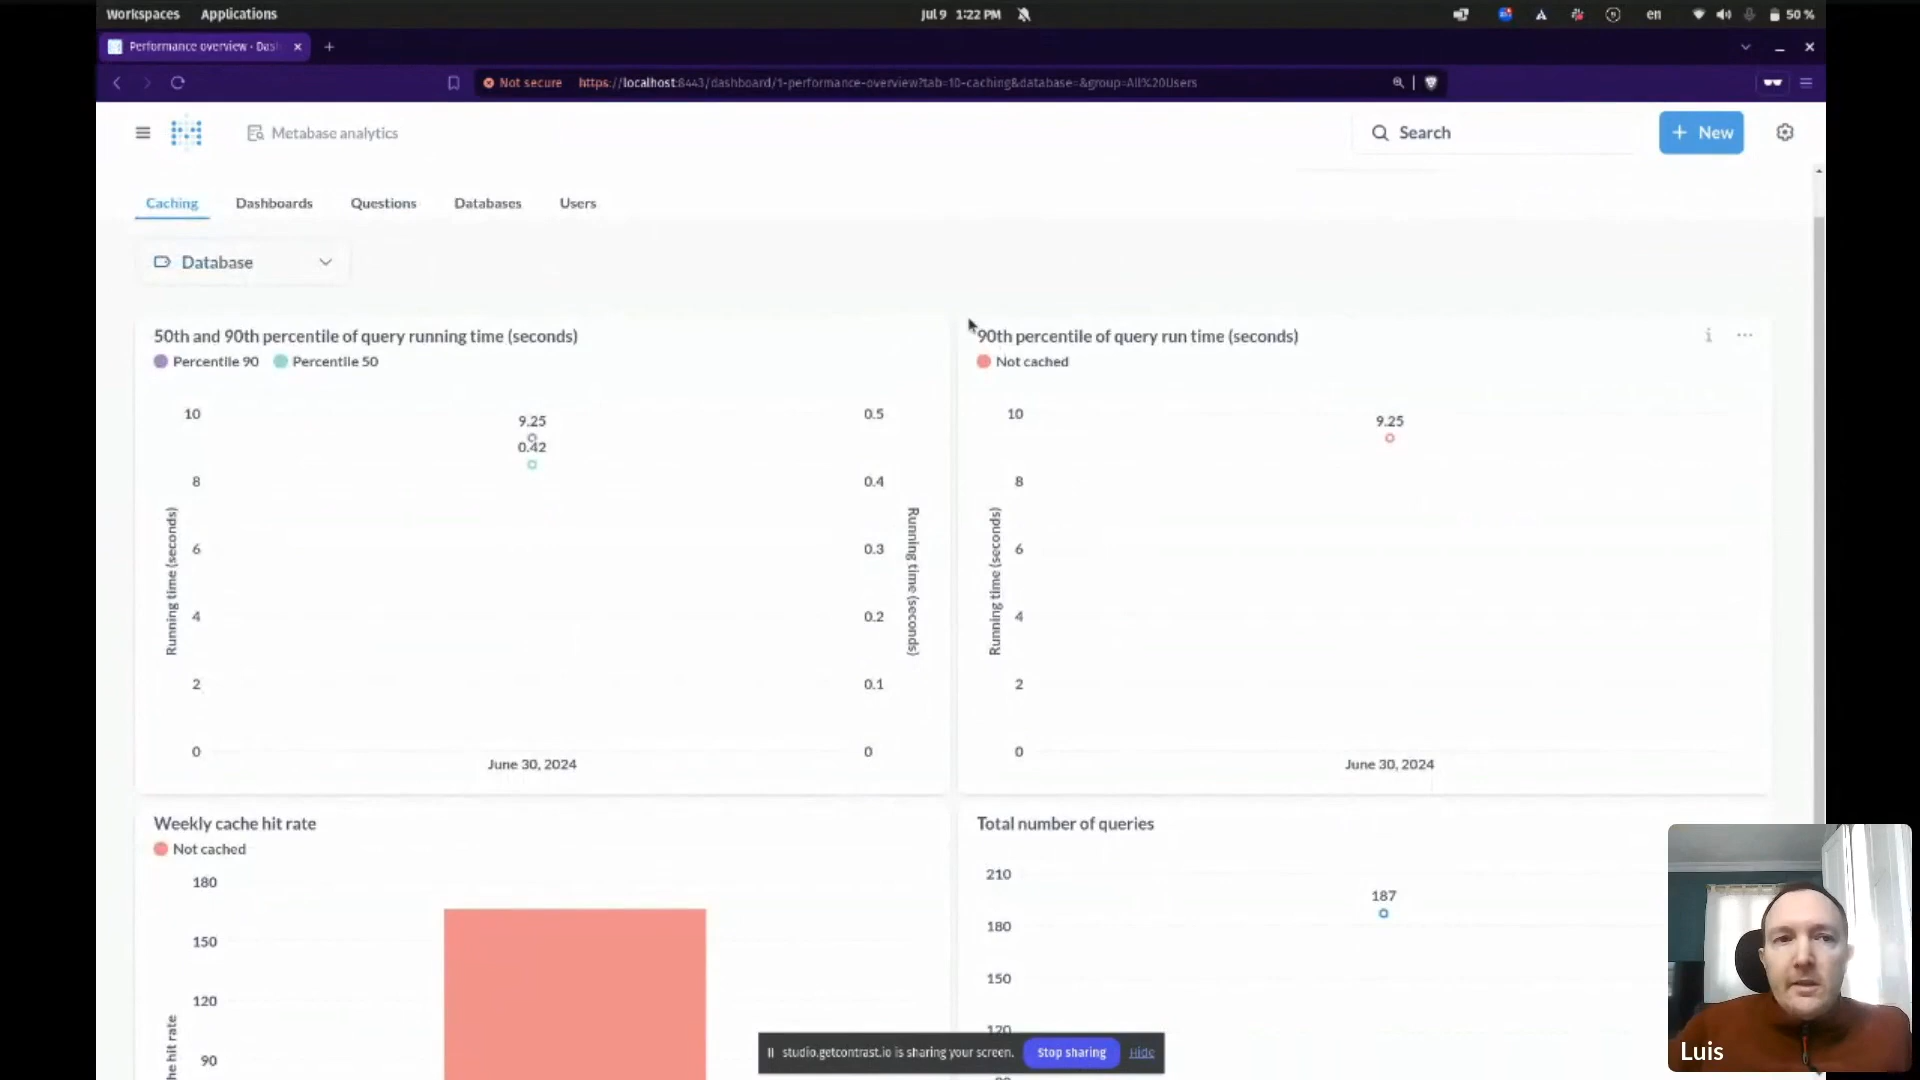 Workspaces Applications Jul 9 1:22 PM en 50 %
Performance overview · Das
Not secure https://localhost:8443/dashboard/1-performance-overview?tab=10-caching&database=&group=All%20Users
Metabase analytics Search + New
Caching Dashboards Questions Databases Users
Database
50th and 90th percentile of query running time (seconds)
Percentile 90 Percentile 50
10
8
6
4
2
0
Running time (seconds)
9.25
0.42
0.5
0.4
0.3
0.2
0.1
0
Running time (seconds)
June 30, 2024
90th percentile of query run time (seconds)
Not cached
10
8
6
4
2
0
Running time (seconds)
9.25
June 30, 2024
Weekly cache hit rate
Not cached
180
150
120
90
hit rate
Total number of queries
210
180
150
120
187
studio.getcontrast.io is sharing your screen. Stop sharing Hide
Luis